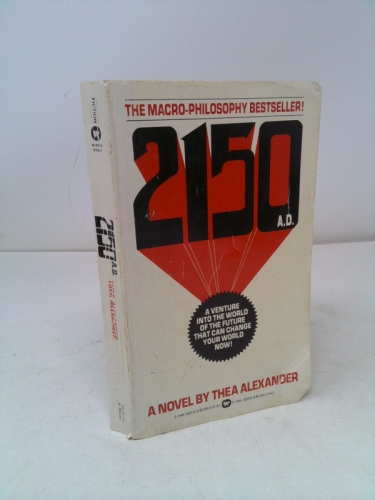 THE MACRO-PHILOSOPHY BESTSELLER!
2150
A.D.
A VENTURE
INTO THE WORLD
OF THE FUTURE
THAT CAN CHANGE
YOUR WORLD
NOW!
A NOVEL BY THEA ALEXANDER
2150 A.D. THEA ALEXANDER